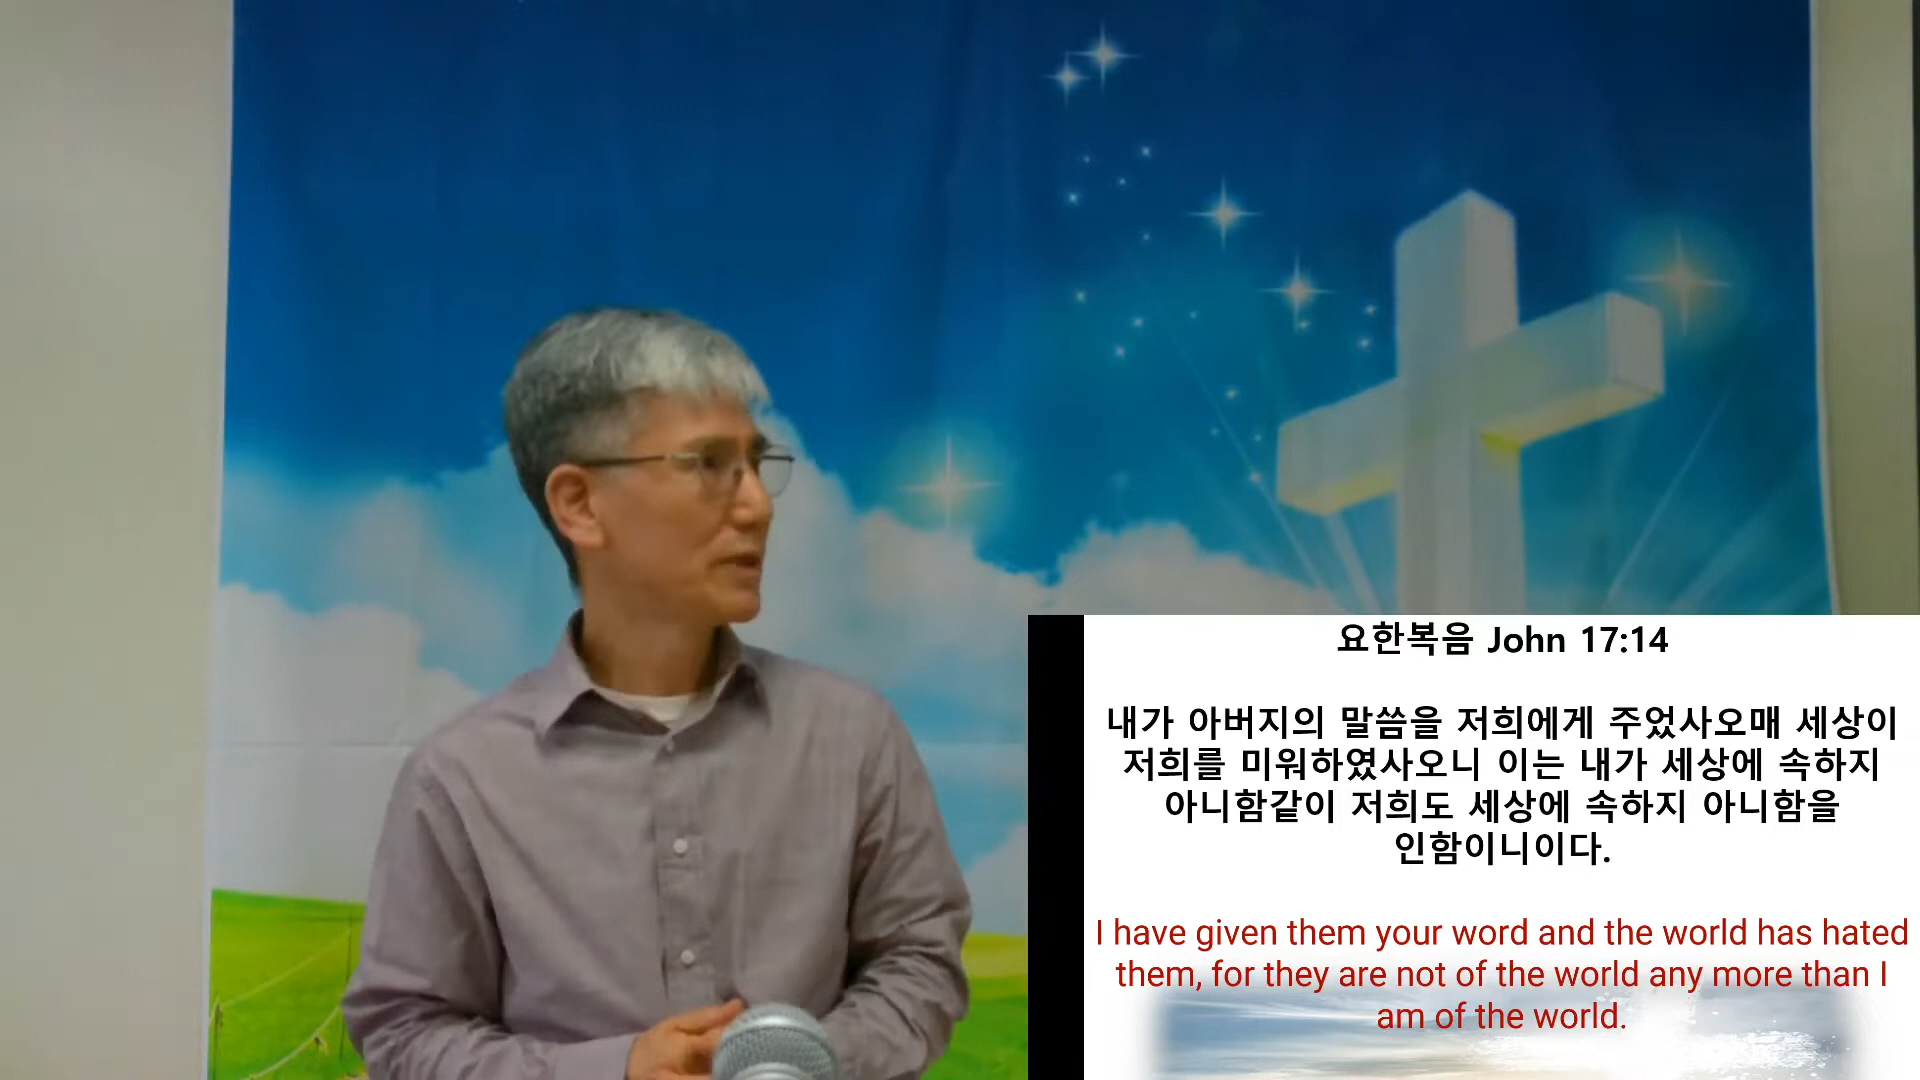 요한복음 John 17:14
내가 아버지의 말씀을 저희에게 주었사오매 세상이
저희를 미워하였사오니 이는 내가 세상에 속하지
아니함같이 저희도 세상에 속하지 아니함을
인함이니이다.
I have given them your word and the world has hated
them, for they are not of the world any more than I
am of the world.